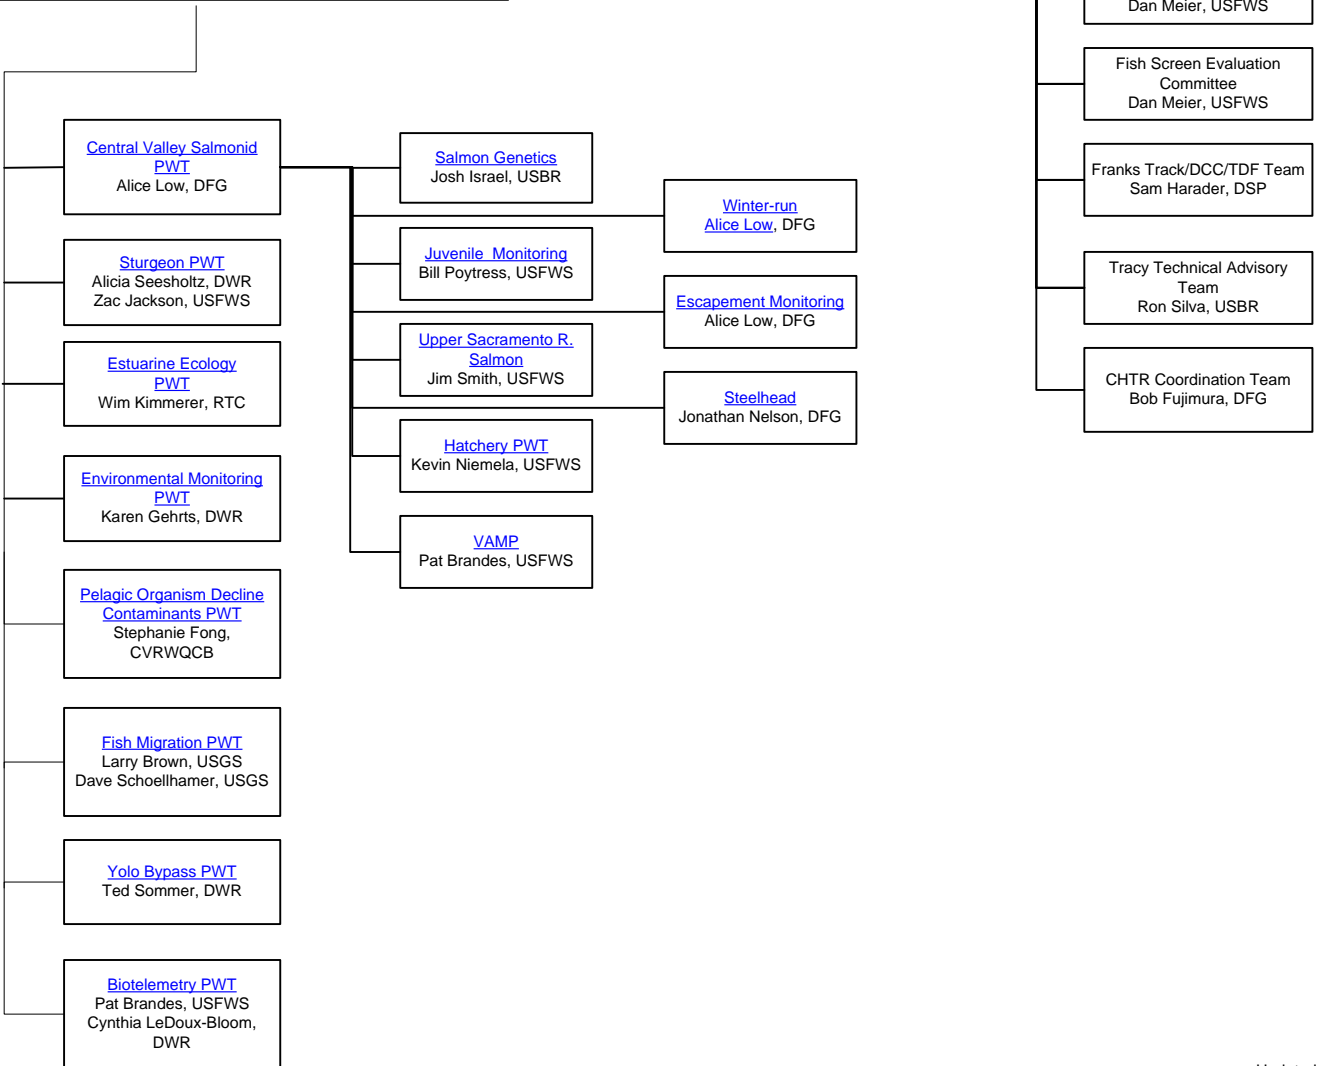 Central Valley Salmonid
PWT
Alice Low, DFG
Sturgeon PWT
Alicia Seesholtz, DWR
Zac Jackson, USFWS
Estuarine Ecology
PWT
Wim Kimmerer, RTC
Environmental Monitoring
PWT
Karen Gehrts, DWR
Pelagic Organism Decline
Contaminants PWT
Stephanie Fong,
CVRWQCB
Fish Migration PWT
Larry Brown, USGS
Dave Schoellhamer, USGS
Yolo Bypass PWT
Ted Sommer, DWR
Biotelemetry PWT
Pat Brandes, USFWS
Cynthia LeDoux-Bloom,
DWR
Salmon Genetics
Josh Israel, USBR
Juvenile  Monitoring
Bill Poytress, USFWS
Upper Sacramento R.
Salmon
Jim Smith, USFWS
Hatchery PWT
Kevin Niemela, USFWS
VAMP
Pat Brandes, USFWS
Winter-run
Alice Low, DFG
Escapement Monitoring
Alice Low, DFG
Steelhead
Jonathan Nelson, DFG
Dan Meier, USFWS
Fish Screen Evaluation
Committee
Dan Meier, USFWS
Franks Track/DCC/TDF Team
Sam Harader, DSP
Tracy Technical Advisory
Team
Ron Silva, USBR
CHTR Coordination Team
Bob Fujimura, DFG